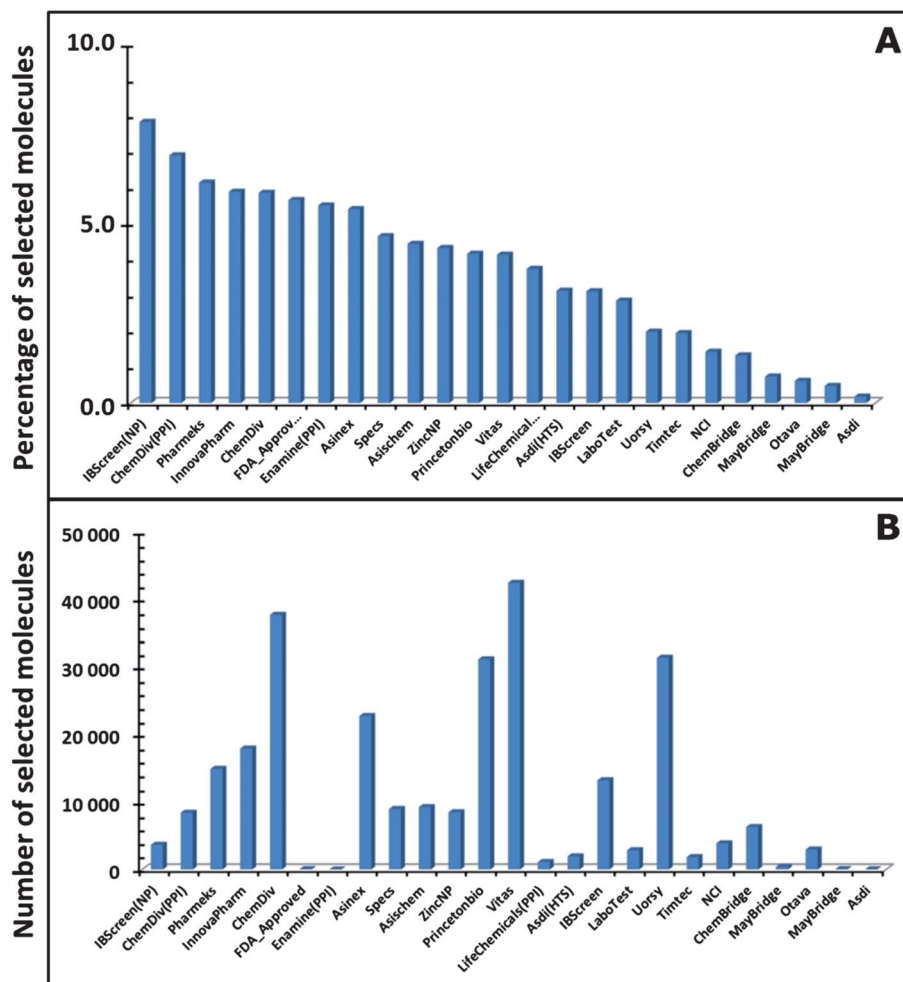 A
Percentage of selected molecules
10.0
5.0
0.0
IBScreen(NP)
ChemDiv(PPI)
Pharmeks
InnovaPharm
ChemDiv
FDA_Approv...
Enamine(PPI)
Asinex
Specs
Asischem
ZincNP
Princetonbio
Vitas
LifeChemical...
Asdi(HTS)
IBScreen
LaboTest
Uorsy
Timtec
NCI
ChemBridge
MayBridge
Otava
MayBridge
Asdi
B
Number of selected molecules
50 000
40 000
30 000
20 000
10 000
0
IBScreen(NP)
ChemDiv(PPI)
Pharmeks
InnovaPharm
ChemDiv
FDA_Approved
Enamine(PPI)
Asinex
Specs
Asischem
ZincNP
Princetonbio
Vitas
LifeChemicals(PPI)
Asdi(HTS)
IBScreen
LaboTest
Uorsy
Timtec
NCI
ChemBridge
MayBridge
Otava
MayBridge
Asdi